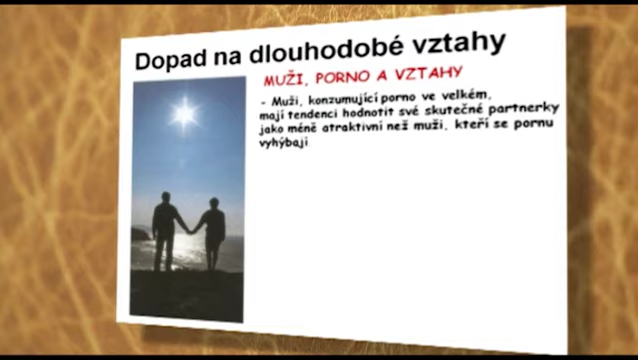 Dopad na dlouhodobé vztahy
MUŽI, PORNO A VZTAHY
- Muži, konzumující porno ve velkém,
mají tendenci hodnotit své skutečné partnerky
jako méně atraktivní než muži, kteří se pornu
vyhýbají